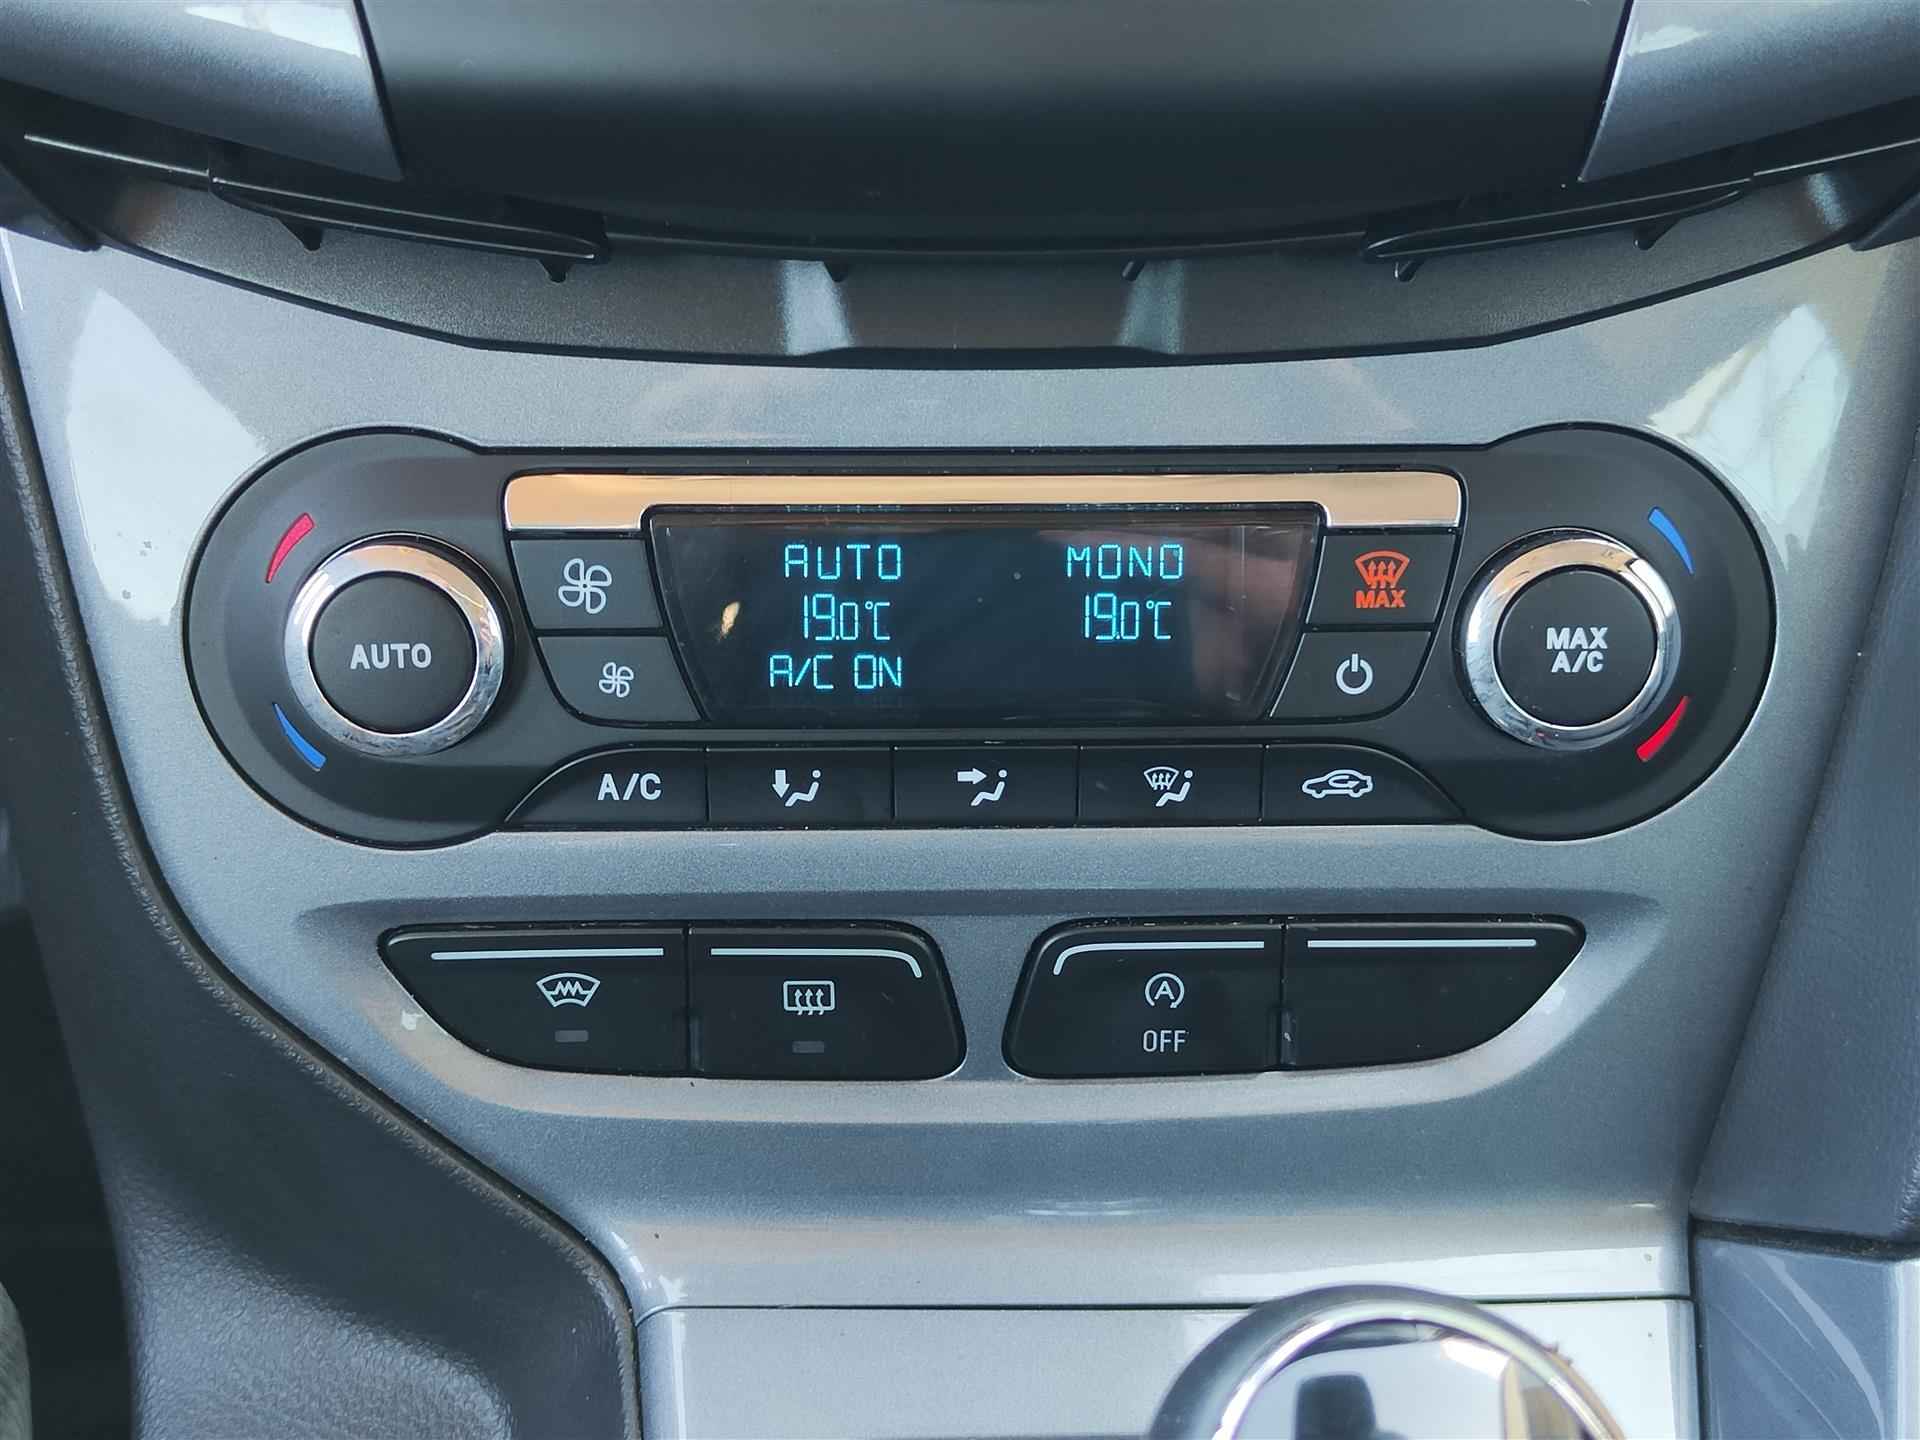 AUTO MONO
19.0°C 19.0°C
A/C ON
MAX
AUTO
MAX
A/C
A/C
A
OFF